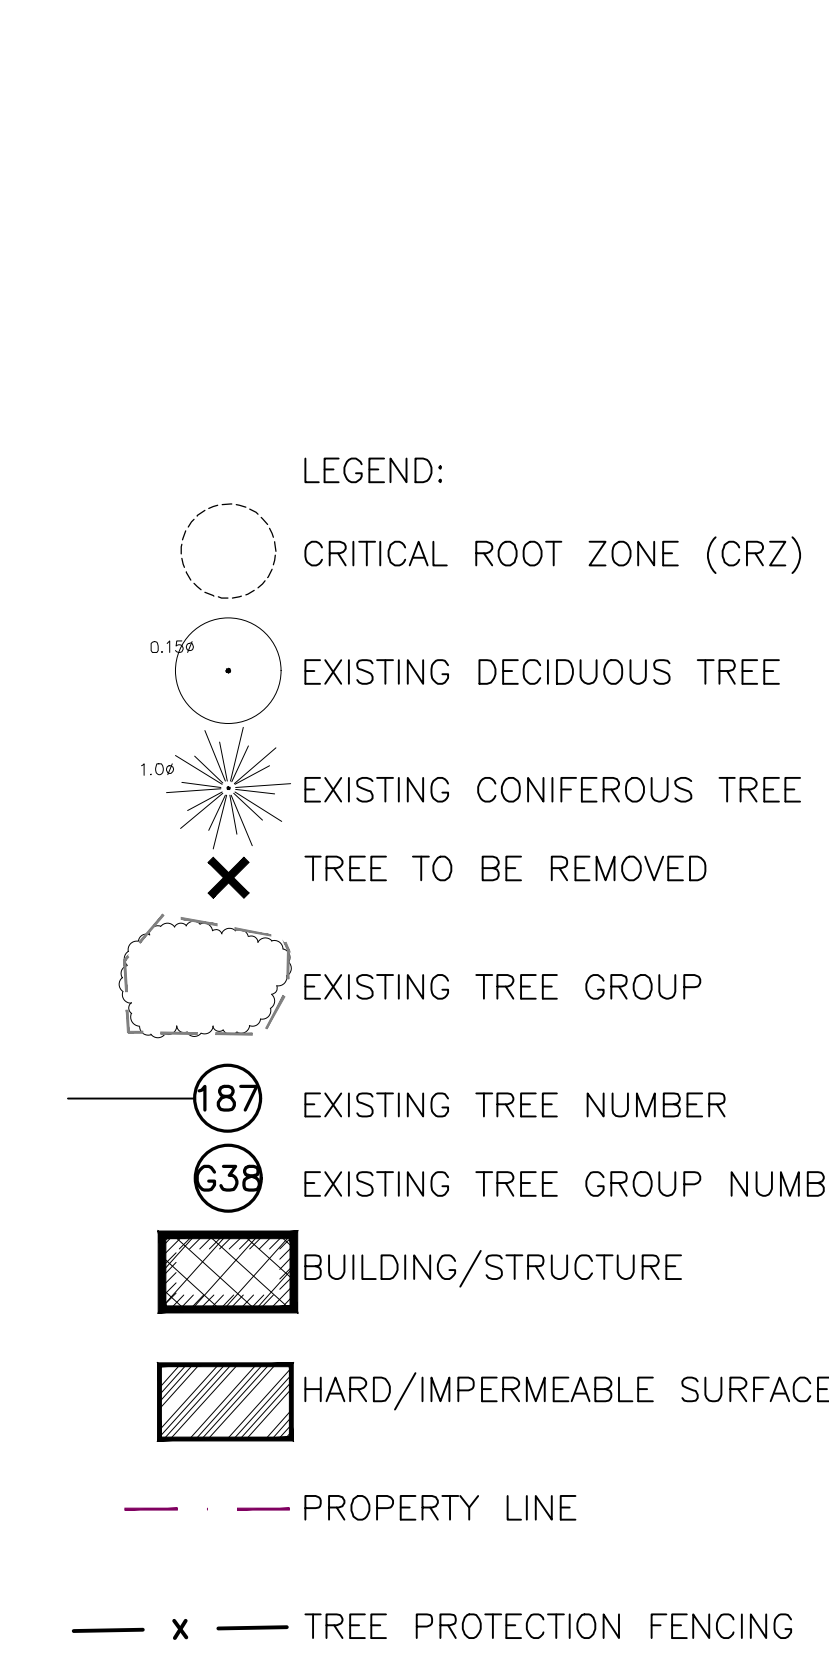 LEGEND:
CRITICAL ROOT ZONE (CRZ)
0.15ø
EXISTING DECIDUOUS TREE
1.0ø
EXISTING CONIFEROUS TREE
TREE TO BE REMOVED
EXISTING TREE GROUP
187 EXISTING TREE NUMBER
G38 EXISTING TREE GROUP NUMB
BUILDING/STRUCTURE
HARD/IMPERMEABLE SURFACE
PROPERTY LINE
x TREE PROTECTION FENCING